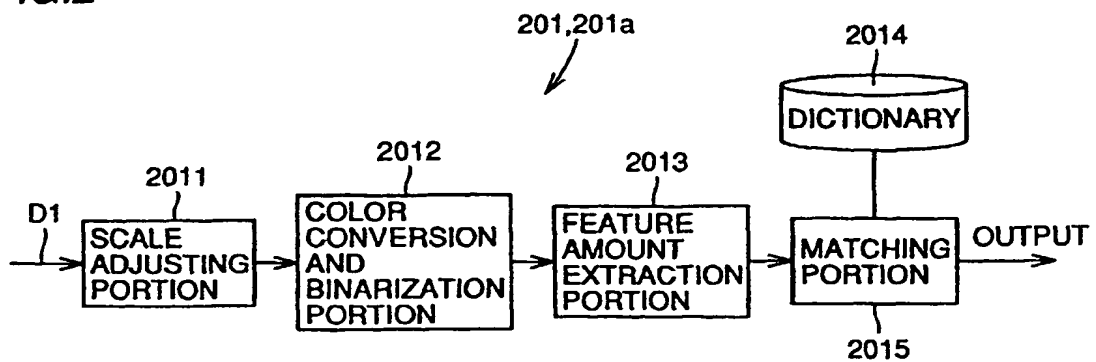 201,201a
2014
DICTIONARY
2012
2013
2011
D1
SCALE
ADJUSTING
PORTION
COLOR
CONVERSION
AND
BINARIZATION
PORTION
FEATURE
AMOUNT
EXTRACTION
PORTION
MATCHING
PORTION
OUTPUT
2015